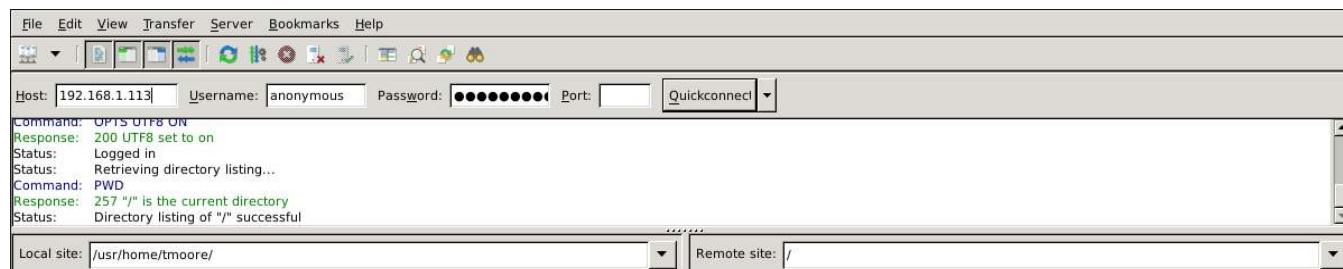 File Edit View Transfer Server Bookmarks Help
Host: 192.168.1.113 Username: anonymous Password: ●●●●●●●●● Port: Quickconnect
Command: OPTS UTF8 ON
Response: 200 UTF8 set to on
Status: Logged in
Status: Retrieving directory listing...
Command: PWD
Response: 257 "/" is the current directory
Status: Directory listing of "/" successful
Local site: /usr/home/tmoore/ Remote site: /